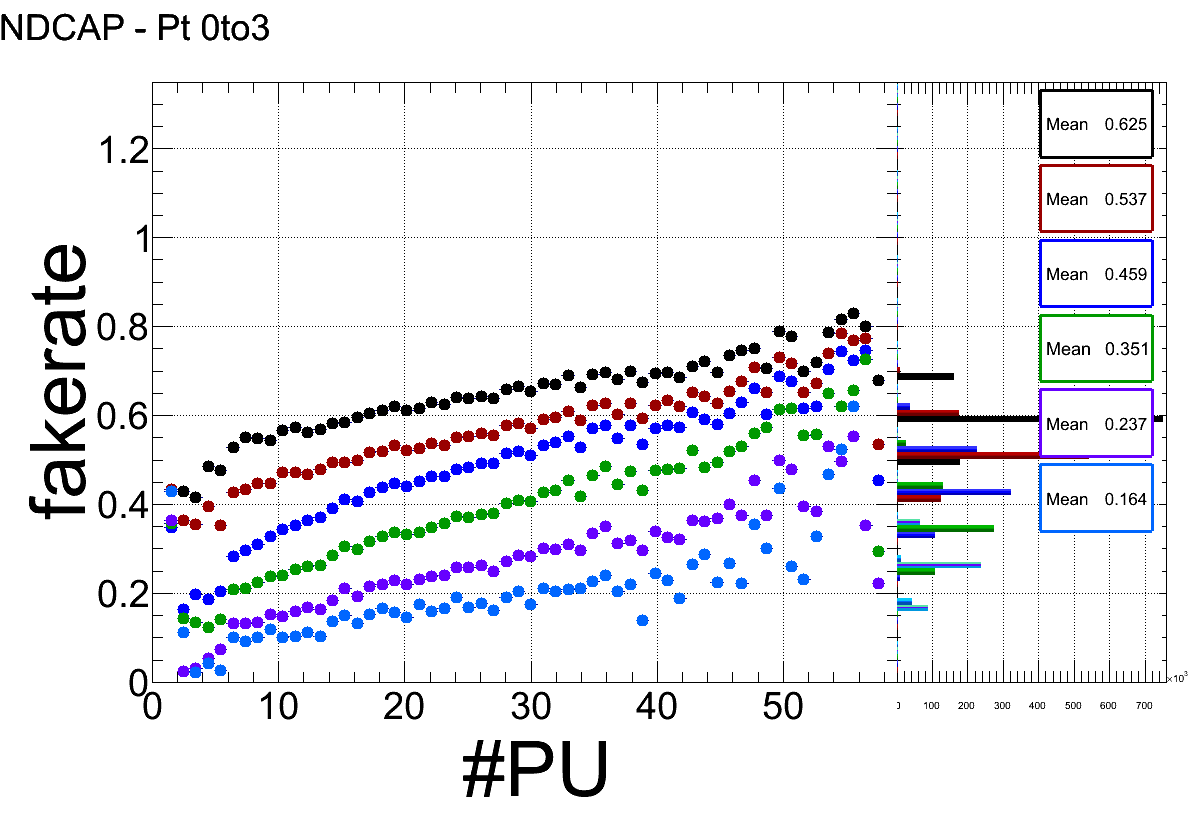 NDCAP - Pt 0to3
fakerate
1.2
1
0.8
0.6
0.4
0.2
0
0 10 20 30 40 50
#PU
Mean 0.625
Mean 0.537
Mean 0.459
Mean 0.351
Mean 0.237
Mean 0.164
×10³
100 200 300 400 500 600 700